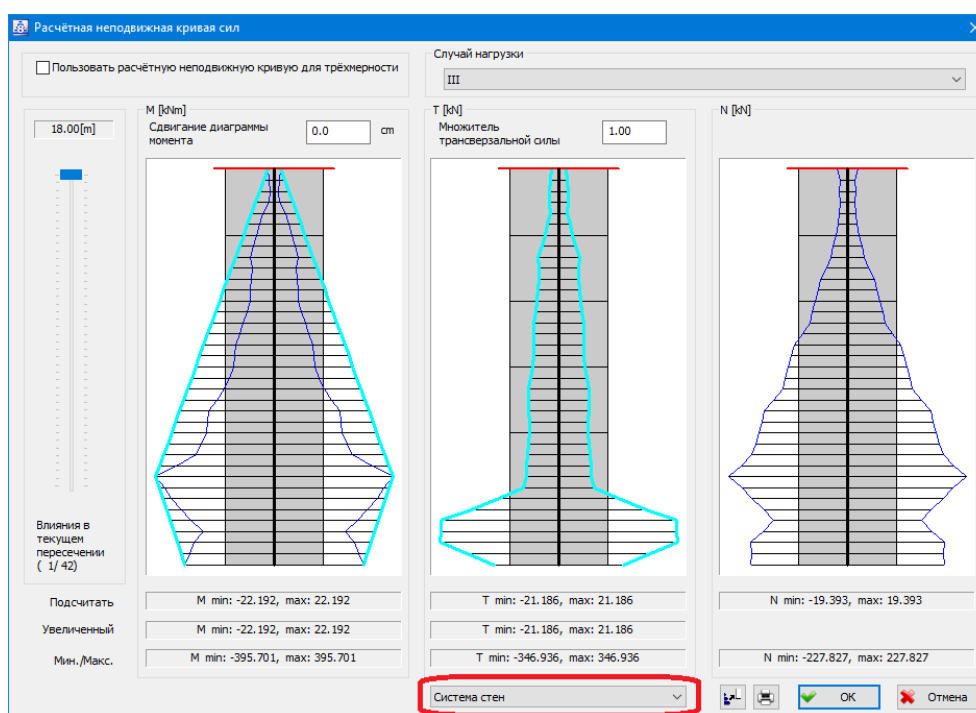 Расчётная неподвижная кривая сил
Пользовать расчётную неподвижную кривую для трёхмерности
Случай нагрузки
III
18.00[m]
M [kNm]
Сдвигание диаграммы
момента
0.0
cm
T [kN]
Множитель
трансверзальной силы
1.00
N [kN]
Влияния в
текущем
пересечении
( 1/ 42)
Подсчитать
M min: -22.192, max: 22.192
T min: -21.186, max: 21.186
N min: -19.393, max: 19.393
Увеличенный
M min: -22.192, max: 22.192
T min: -21.186, max: 21.186
Мин./Макс.
M min: -395.701, max: 395.701
T min: -346.936, max: 346.936
N min: -227.827, max: 227.827
Система стен
OK
Отмена